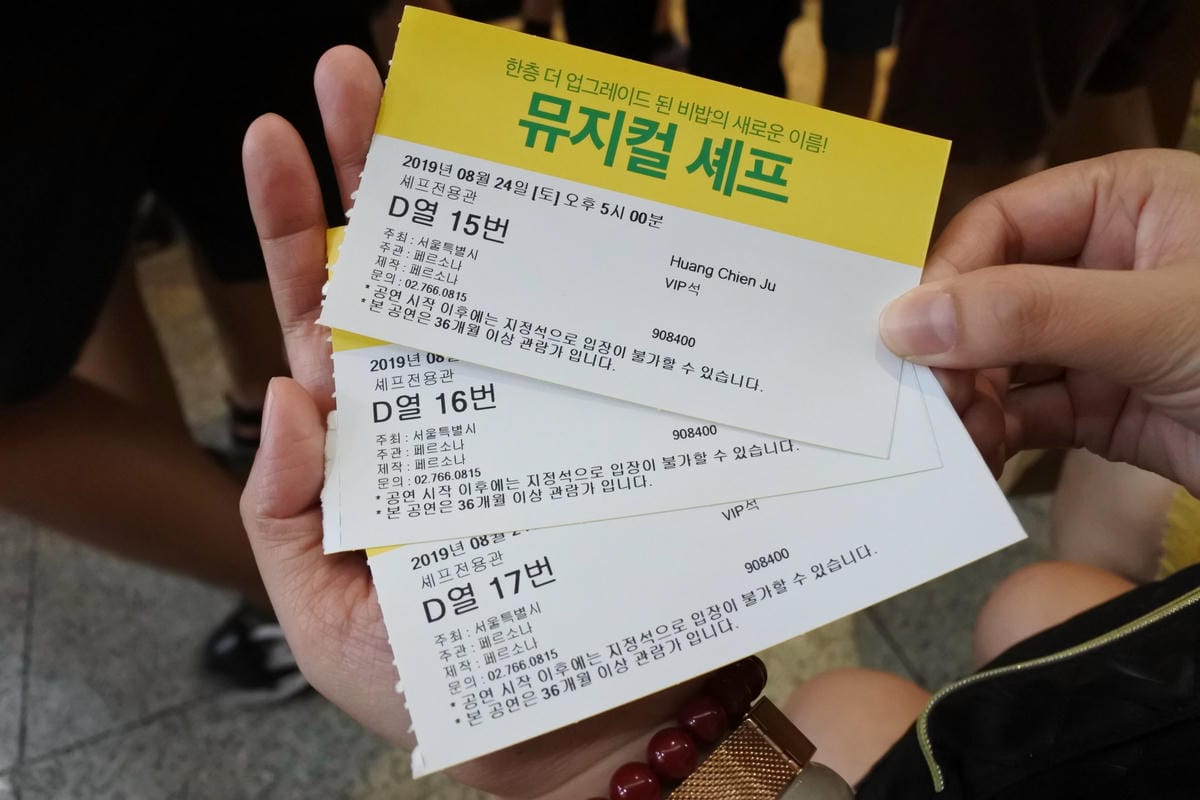 한층 더 업그레이드 된 비밥의 새로운 이름!
뮤지컬 셰프
2019년 08월 24일 [토] 오후 5시 00분
셰프전용관
D열 15번
주최 : 서울특별시
주관 : 페르소나
제작 : 페르소나
문의 : 02.766.0815
Huang Chien Ju
VIP석
908400
* 공연 시작 이후에는 지정석으로 입장이 불가할 수 있습니다.
* 본 공연은 36개월 이상 관람가 입니다.
2019년 08
셰프전용관
D열 16번
주최 : 서울특별시
주관 : 페르소나
제작 : 페르소나
문의 : 02.766.0815
908400
* 공연 시작 이후에는 지정석으로 입장이 불가할 수 있습니다.
* 본 공연은 36개월 이상 관람가 입니다.
2019년 08월
셰프전용관
D열 17번
주최 : 서울특별시
주관 : 페르소나
제작 : 페르소나
문의 : 02.766.0815
VIP석
908400
* 공연 시작 이후에는 지정석으로 입장이 불가할 수 있습니다.
* 본 공연은 36개월 이상 관람가 입니다.